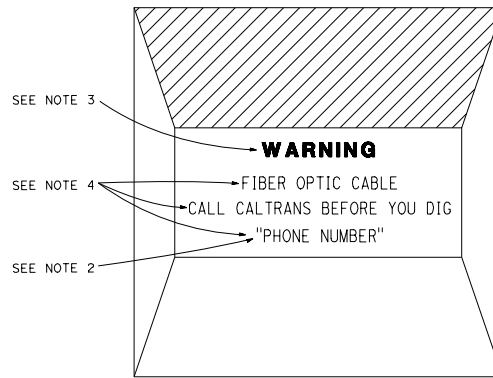 SEE NOTE 3
WARNING
SEE NOTE 4
FIBER OPTIC CABLE
CALL CALTRANS BEFORE YOU DIG
"PHONE NUMBER"
SEE NOTE 2